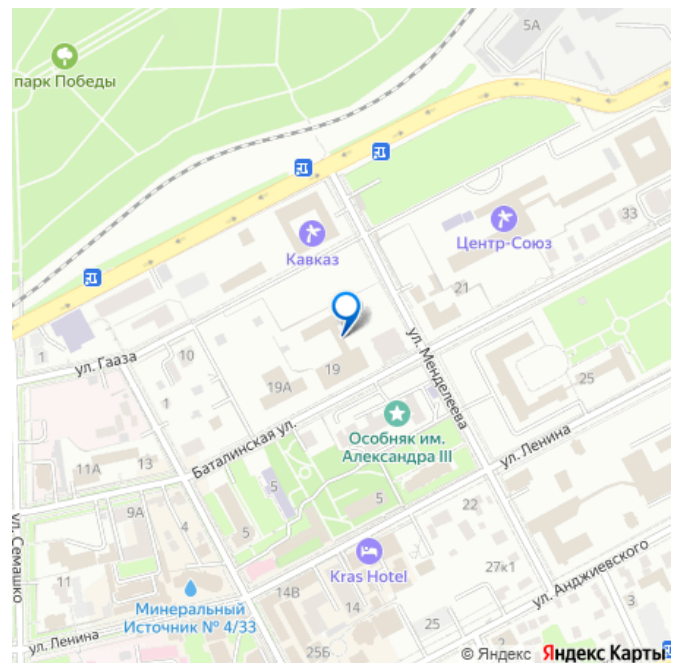 5А
парк Победы
Кавказ
Центр-Союз
33
21
ул. Менделеева
1
ул. Гааза
10
19
19А
1
25
Особняк им.
Александра III
Баталинская ул.
ул. Ленина
11А
13
5
5
5
22
9А
4
ул. Семашко
11
Kras Hotel
27к1
ул. Анджиевского
14В
14
3
Минеральный
Источник № 4/33
25
ул. Ленина
25Б
© Яндекс Яндекс Карты